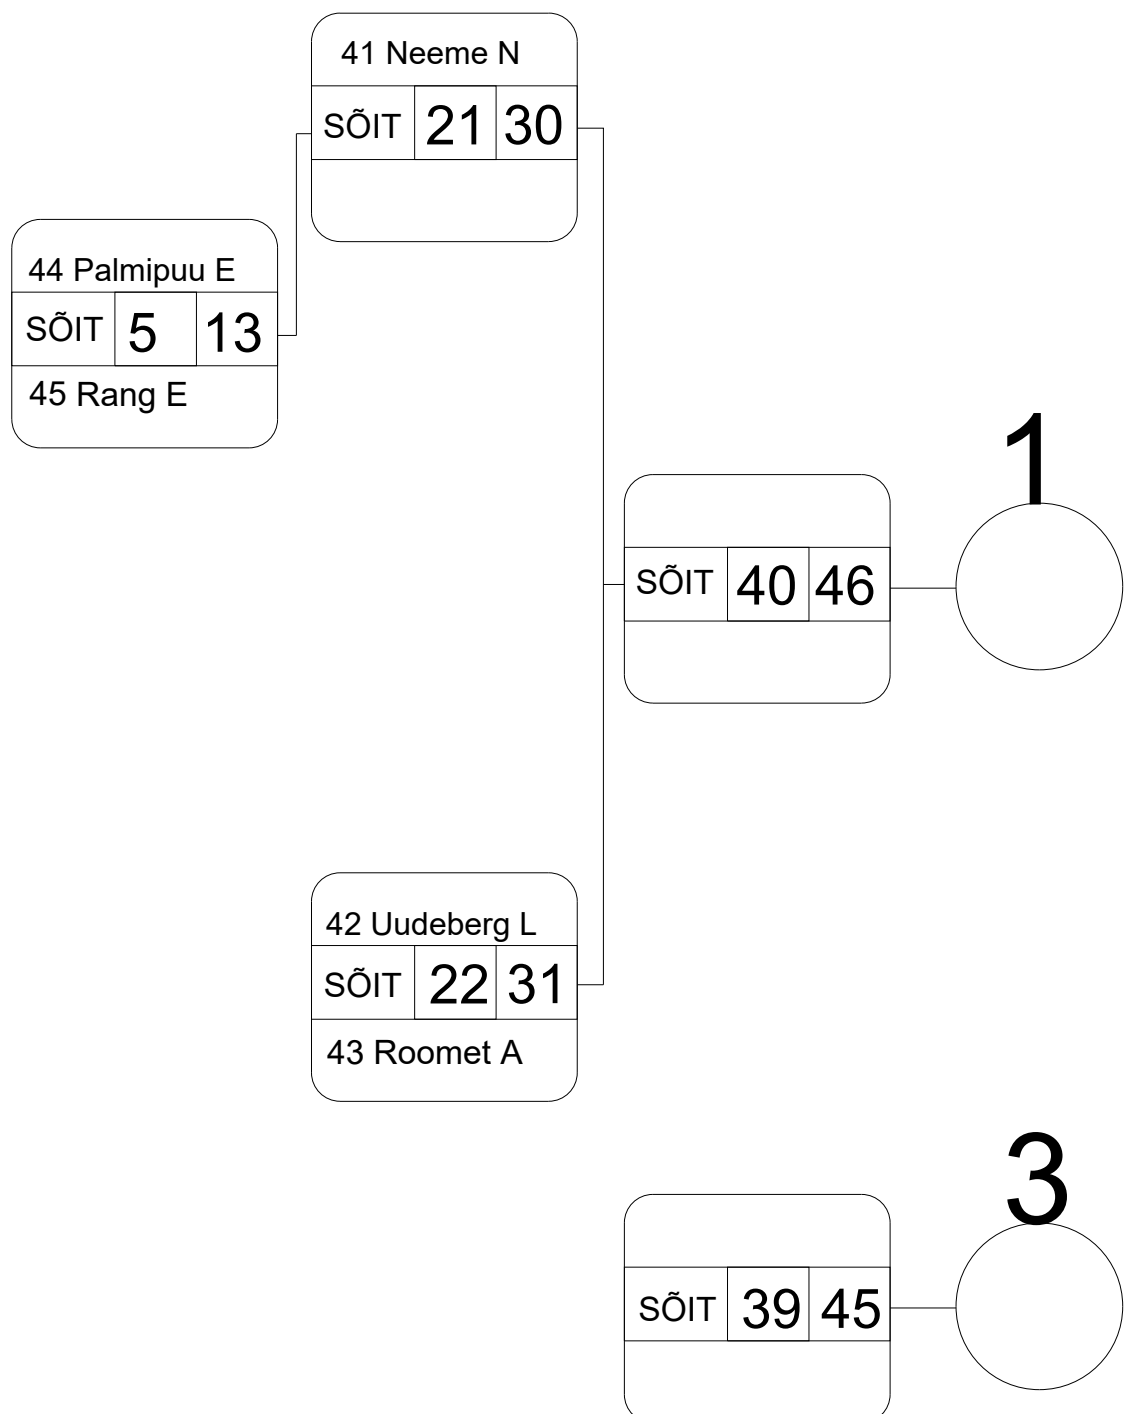 41 Neeme N
SÕIT 21 30
44 Palmipuu E
SÕIT 5 13
45 Rang E
1
SÕIT 40 46
42 Uudeberg L
SÕIT 22 31
43 Roomet A
3
SÕIT 39 45